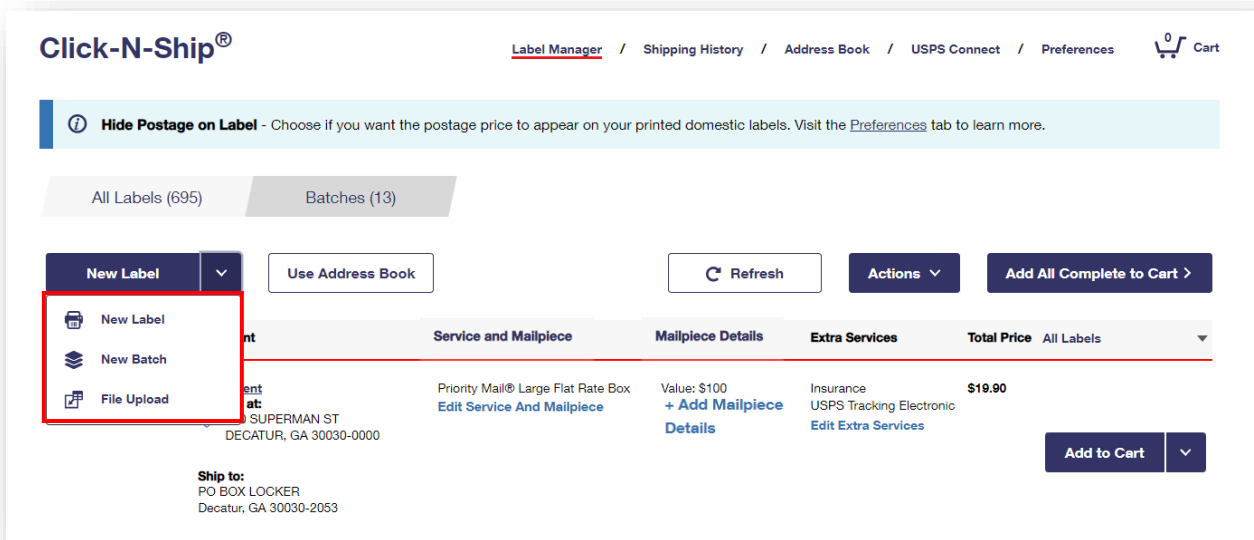 Click-N-Ship®
Label Manager / Shipping History / Address Book / USPS Connect / Preferences
0
Cart
Hide Postage on Label - Choose if you want the postage price to appear on your printed domestic labels. Visit the Preferences tab to learn more.
All Labels (695)
Batches (13)
New Label
Use Address Book
Refresh
Actions
Add All Complete to Cart >
New Label
New Batch
File Upload
nt
Service and Mailpiece
Mailpiece Details
Extra Services
Total Price
All Labels
ent
at:
0 SUPERMAN ST
DECATUR, GA 30030-0000
Ship to:
PO BOX LOCKER
Decatur, GA 30030-2053
Priority Mail® Large Flat Rate Box
Edit Service And Mailpiece
Value: $100
+ Add Mailpiece
Details
Insurance
USPS Tracking Electronic
Edit Extra Services
$19.90
Add to Cart